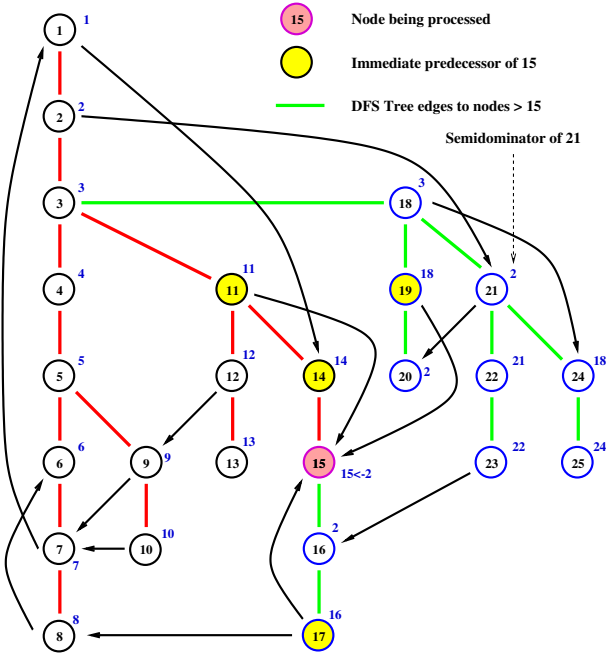 1 1 15 Node being processed
Immediate predecessor of 15
2 2 DFS Tree edges to nodes > 15
Semidominator of 21
3 3 18 3
4 4 11 11 19 18 21 2
5 5 12 12 14 14 20 2 22 21 24 18
6 6 9 9 13 13 15 15<-2 23 22 25 24
7 7 10 10 16 2
8 8 17 16